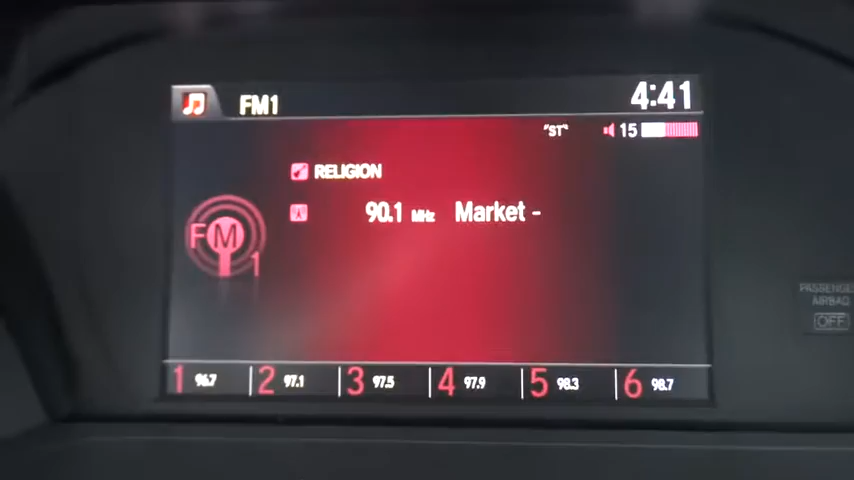 FM1
4:41
"ST"
15
RELIGION
FM1
90.1 MHz Market -
1 96.7 2 97.1 3 97.5 4 97.9 5 98.3 6 98.7
PASSENGER
AIRBAG
OFF